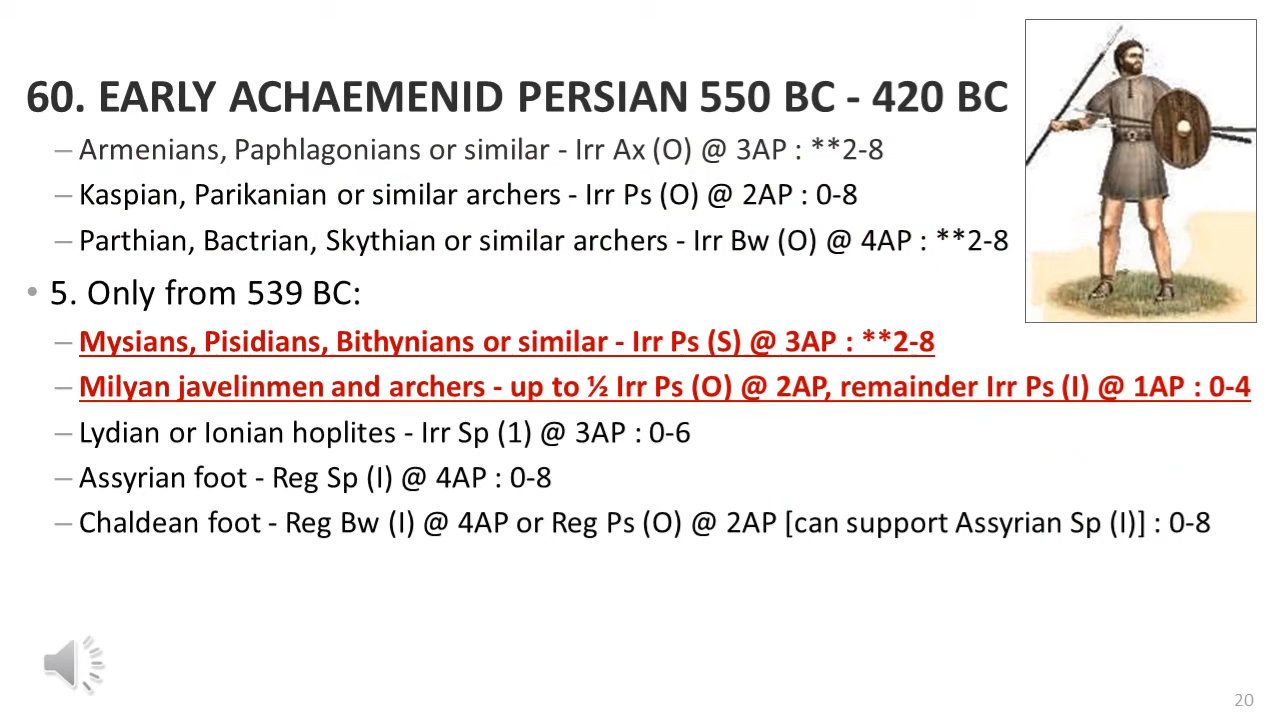 60. EARLY ACHAEMENID PERSIAN 550 BC - 420 BC
– Armenians, Paphlagonians or similar - Irr Ax (O) @ 3AP : **2-8
– Kaspian, Parikanian or similar archers - Irr Ps (O) @ 2AP : 0-8
– Parthian, Bactrian, Skythian or similar archers - Irr Bw (O) @ 4AP : **2-8
• 5. Only from 539 BC:
– Mysians, Pisidians, Bithynians or similar - Irr Ps (S) @ 3AP : **2-8
– Milyan javelinmen and archers - up to ½ Irr Ps (O) @ 2AP, remainder Irr Ps (I) @ 1AP : 0-4
– Lydian or Ionian hoplites - Irr Sp (1) @ 3AP : 0-6
– Assyrian foot - Reg Sp (I) @ 4AP : 0-8
– Chaldean foot - Reg Bw (I) @ 4AP or Reg Ps (O) @ 2AP [can support Assyrian Sp (I)] : 0-8
20